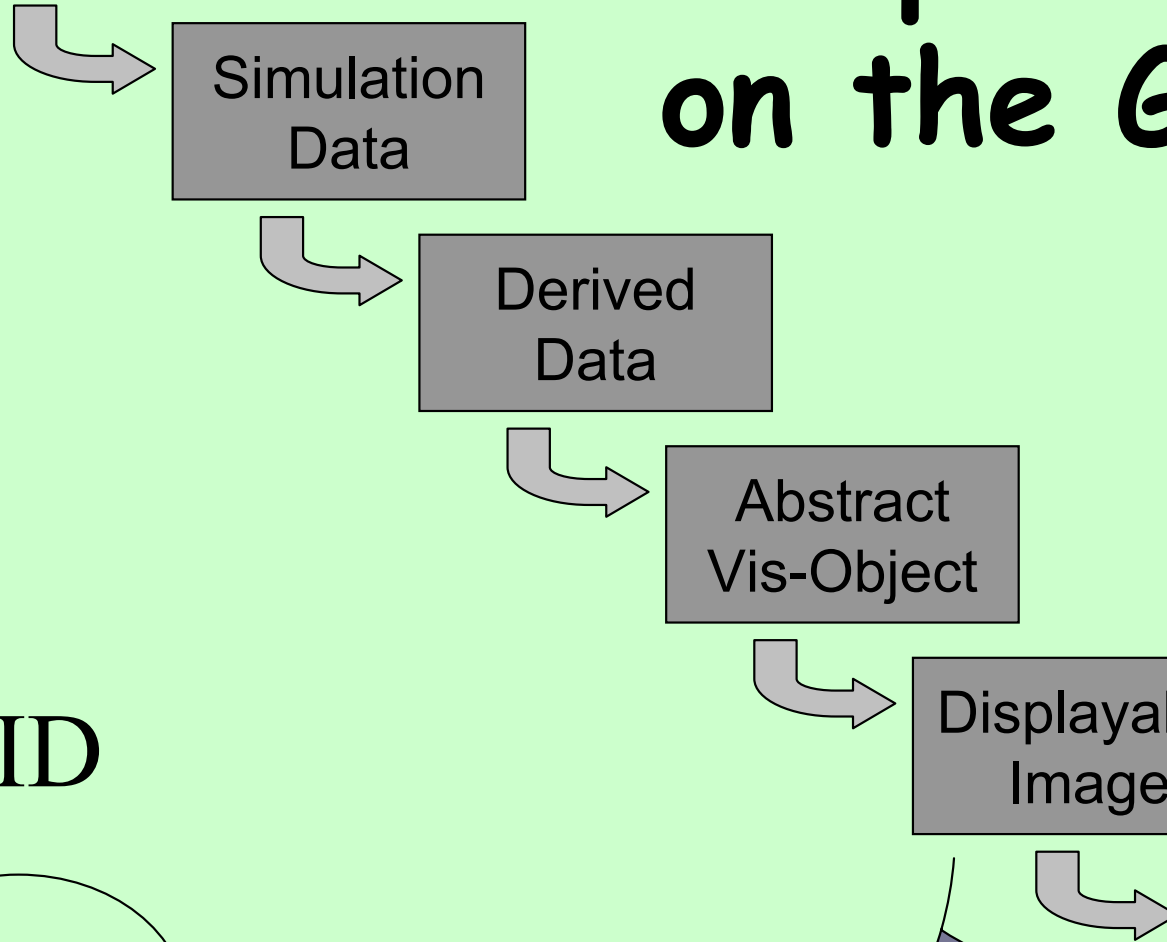 on the G
Simulation
Data
Derived
Data
Abstract
Vis-Object
Displayal
Image
ID